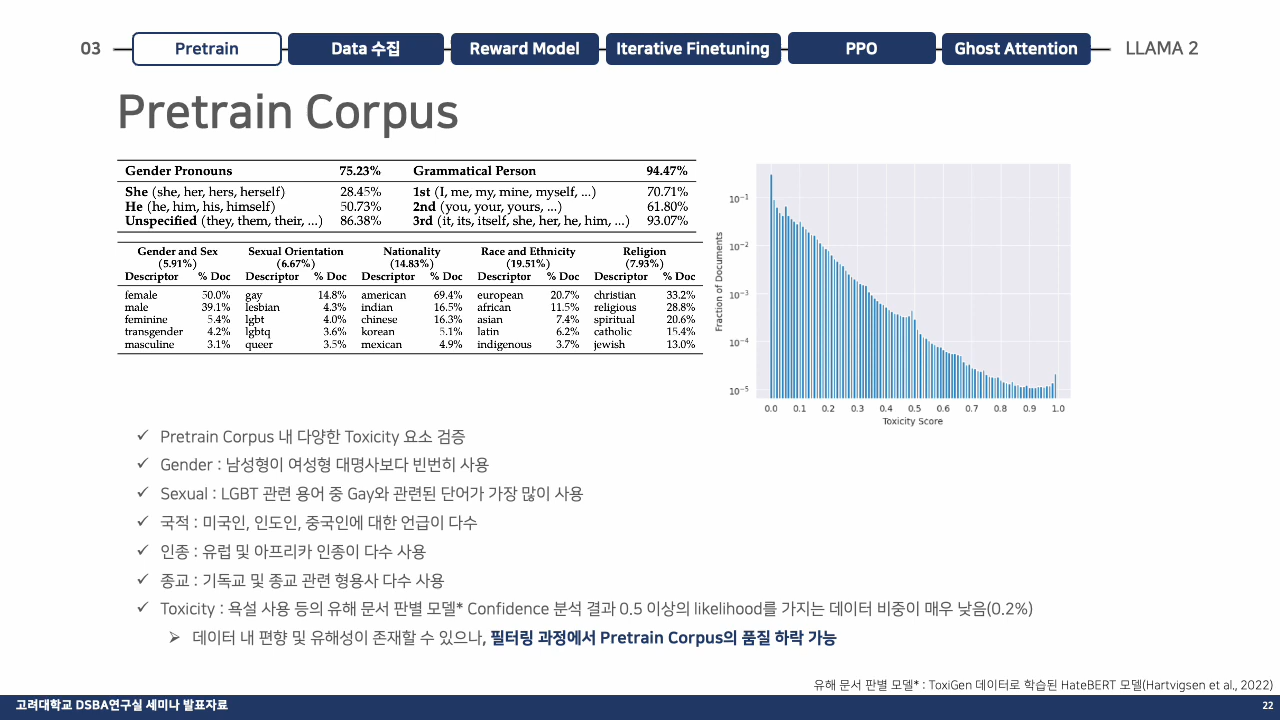 03 Pretrain Data 수집 Reward Model Iterative Finetuning PPO Ghost Attention LLAMA 2
Pretrain Corpus
Gender Pronouns 75.23% Grammatical Person 94.47%
She (she, her, hers, herself) 28.45% 1st (I, me, my, mine, myself, ...) 70.71%
He (he, him, his, himself) 50.73% 2nd (you, your, yours, ...) 61.80%
Unspecified (they, them, their, ...) 86.38% 3rd (it, its, itself, she, her, he, him, ...) 93.07%
Gender and Sex Sexual Orientation Nationality Race and Ethnicity Religion
(5.91%) (6.67%) (14.83%) (19.51%) (7.93%)
Descriptor % Doc Descriptor % Doc Descriptor % Doc Descriptor % Doc Descriptor % Doc
female 50.0% gay 14.8% american 69.4% european 20.7% christian 33.2%
male 39.1% lesbian 4.3% indian 16.5% african 11.5% religious 28.8%
feminine 5.4% lgbt 4.0% chinese 16.3% asian 7.4% spiritual 20.6%
transgender 4.2% lgbtq 3.6% korean 5.1% latin 6.2% catholic 15.4%
masculine 3.1% queer 3.5% mexican 4.9% indigenous 3.7% jewish 13.0%
Fraction of Documents
10⁻¹
10⁻²
10⁻³
10⁻⁴
10⁻⁵
0.0 0.1 0.2 0.3 0.4 0.5 0.6 0.7 0.8 0.9 1.0
Toxicity Score
✓ Pretrain Corpus 내 다양한 Toxicity 요소 검증
✓ Gender : 남성형이 여성형 대명사보다 빈번히 사용
✓ Sexual : LGBT 관련 용어 중 Gay와 관련된 단어가 가장 많이 사용
✓ 국적 : 미국인, 인도인, 중국인에 대한 언급이 다수
✓ 인종 : 유럽 및 아프리카 인종이 다수 사용
✓ 종교 : 기독교 및 종교 관련 형용사 다수 사용
✓ Toxicity : 욕설 사용 등의 유해 문서 판별 모델* Confidence 분석 결과 0.5 이상의 likelihood를 가지는 데이터 비중이 매우 낮음(0.2%)
➢ 데이터 내 편향 및 유해성이 존재할 수 있으나, 필터링 과정에서 Pretrain Corpus의 품질 하락 가능
유해 문서 판별 모델* : ToxiGen 데이터로 학습된 HateBERT 모델(Hartvigsen et al., 2022)
고려대학교 DSBA연구실 세미나 발표자료 22